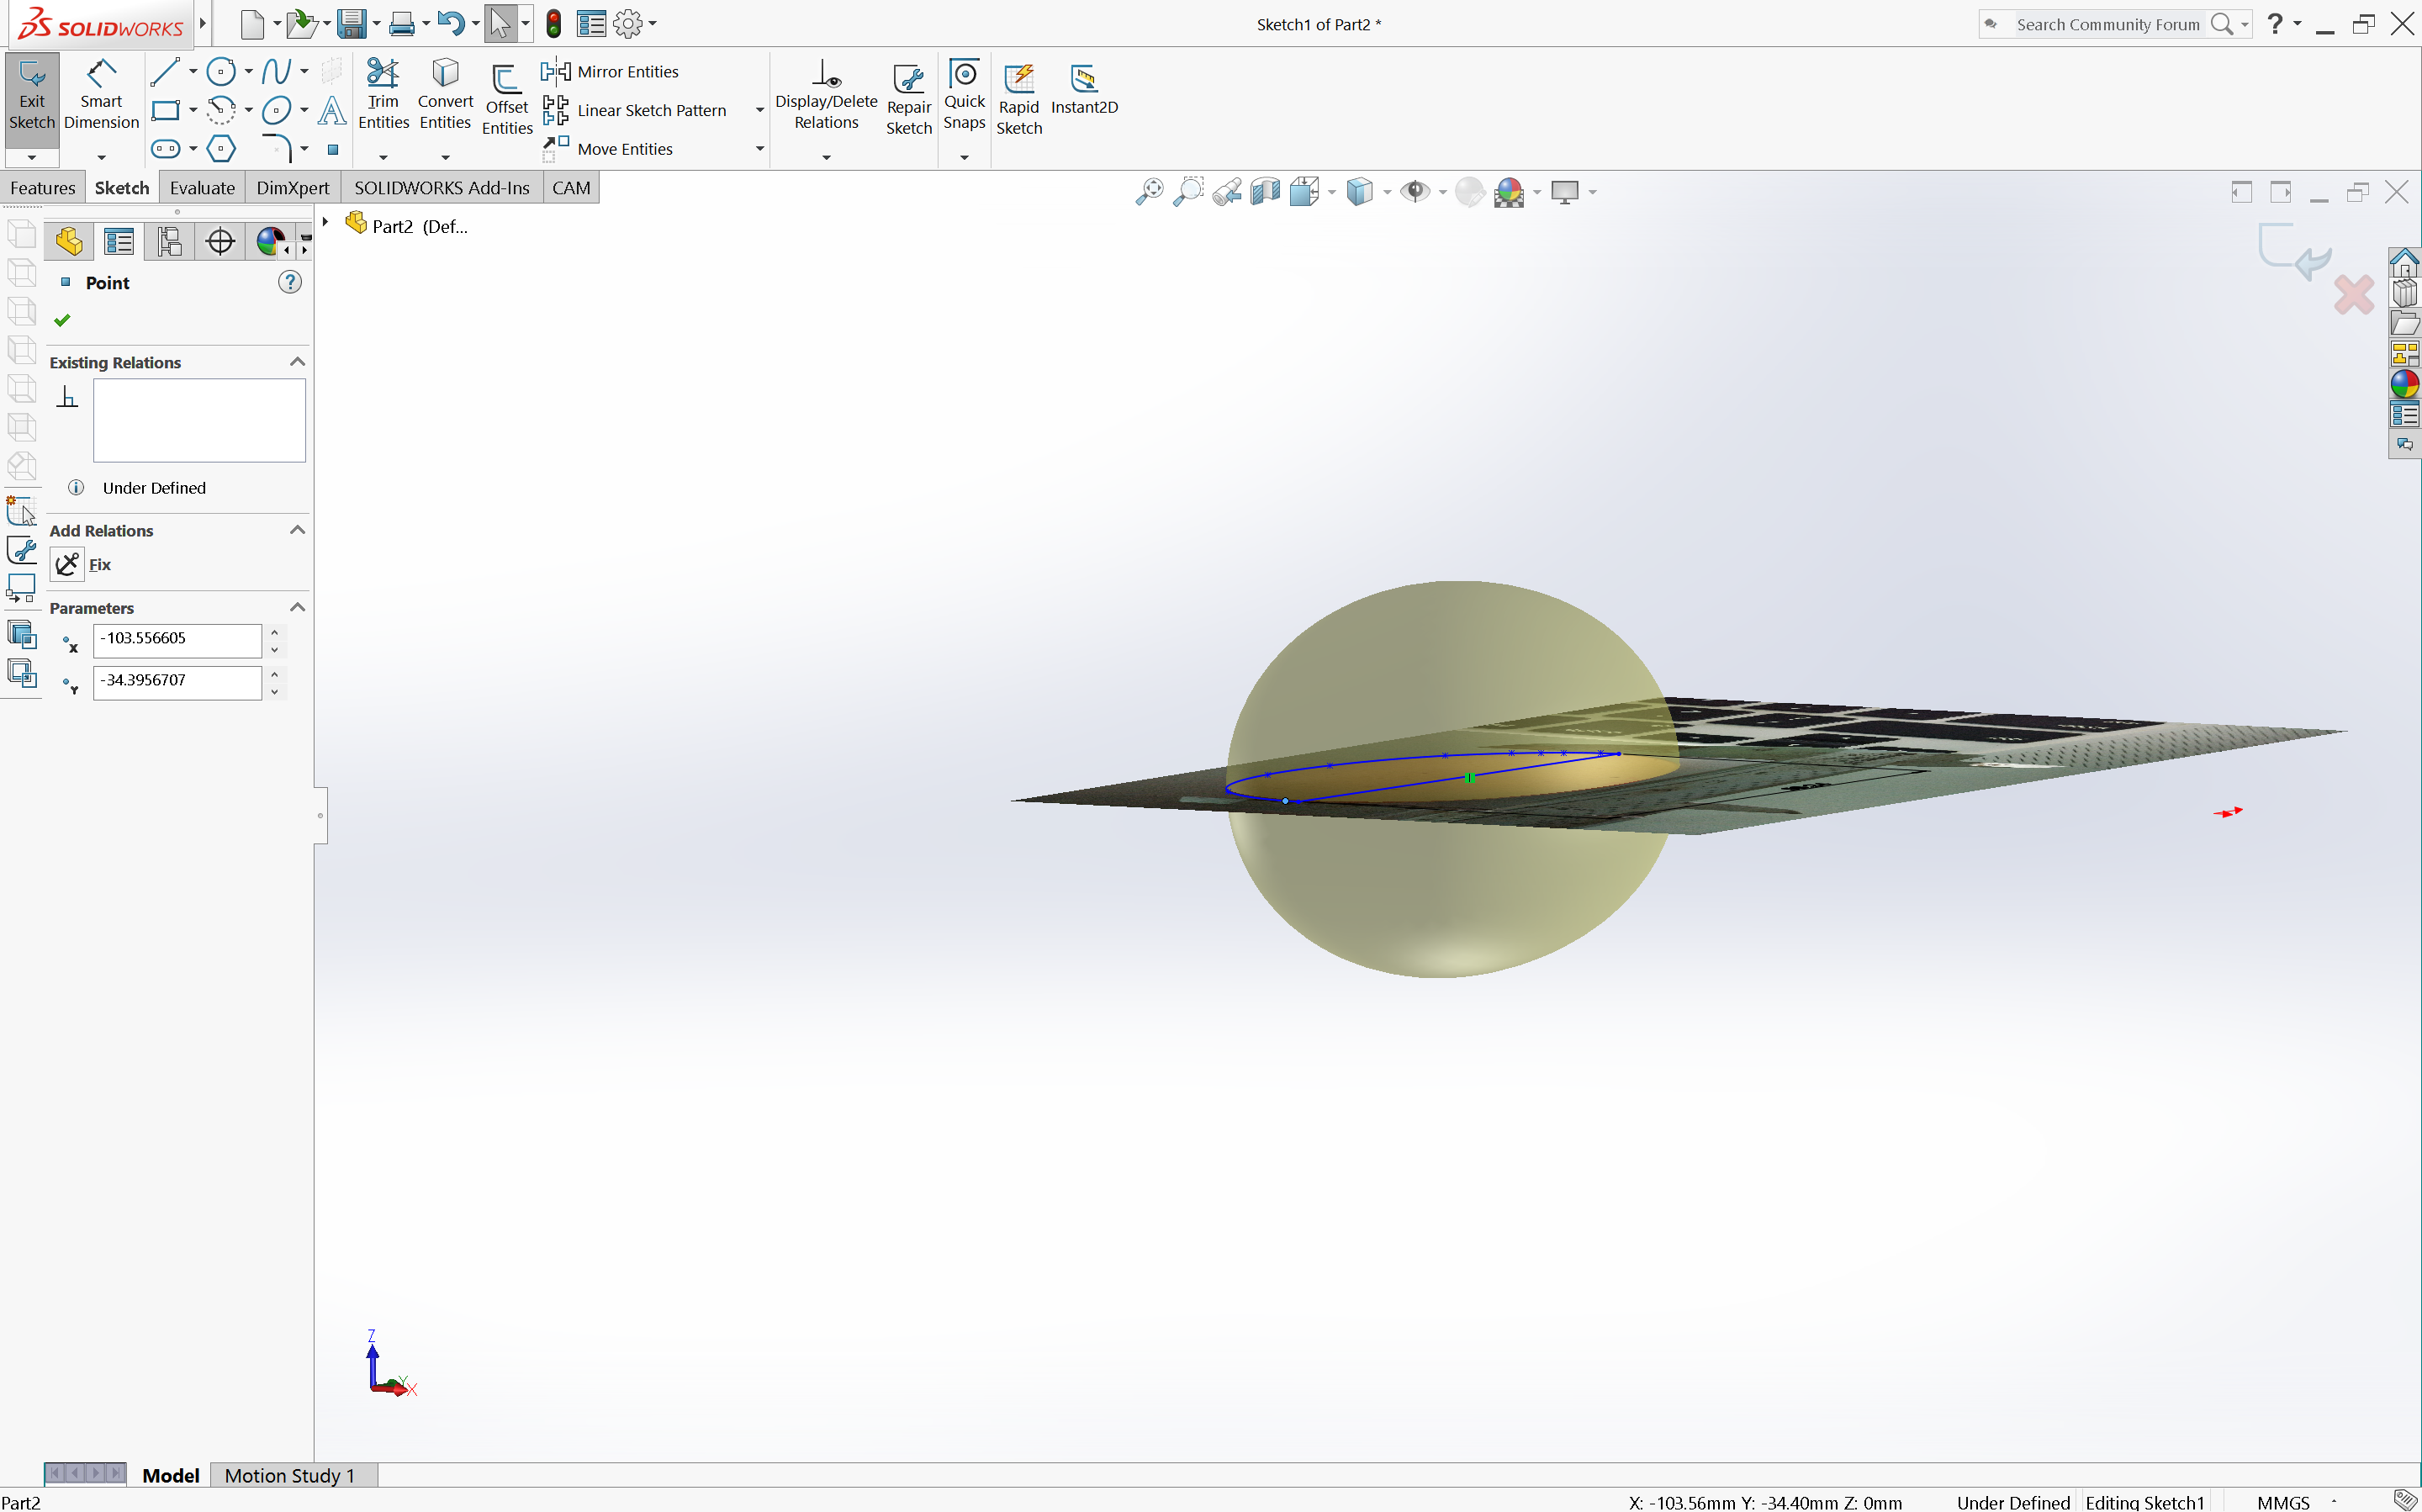 SOLIDWORKS
Sketch1 of Part2 *
Search Community Forum
?
Exit Sketch
Smart Dimension
Trim Entities
Convert Entities
Offset Entities
Mirror Entities
Linear Sketch Pattern
Move Entities
Display/Delete Relations
Repair Sketch
Quick Snaps
Rapid Sketch
Instant2D
Features
Sketch
Evaluate
DimXpert
SOLIDWORKS Add-Ins
CAM
Part2 (Def...
Point
?
Existing Relations
Under Defined
Add Relations
Fix
Parameters
X
-103.556605
Y
-34.3956707
Z
Y
X
Model
Motion Study 1
Part2
X: -103.56mm Y: -34.40mm Z: 0mm
Under Defined
Editing Sketch1
MMGS